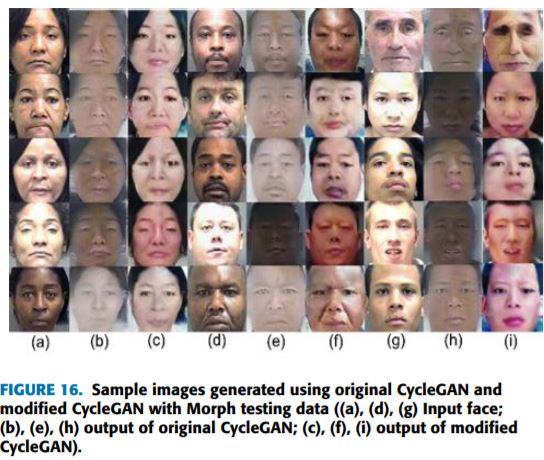 (a) (b) (c) (d) (e) (f) (g) (h) (i)
FIGURE 16. Sample images generated using original CycleGAN and
modified CycleGAN with Morph testing data ((a), (d), (g) Input face;
(b), (e), (h) output of original CycleGAN; (c), (f), (i) output of modified
CycleGAN).